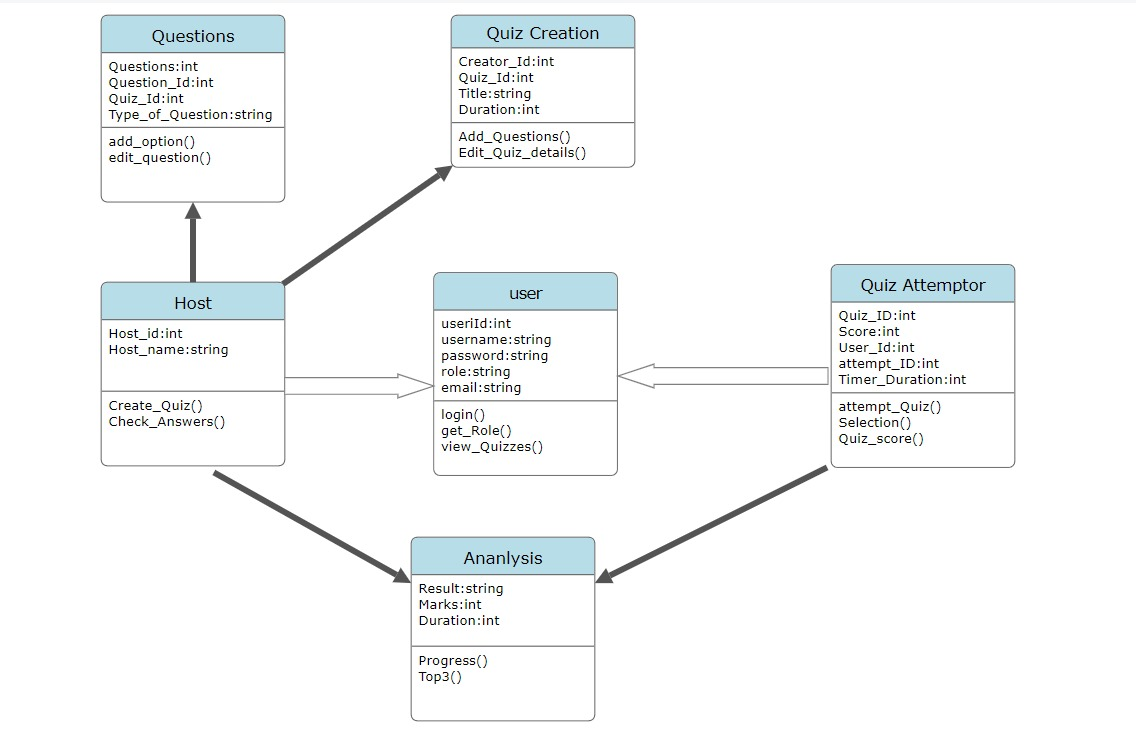 Questions
Questions:int
Question_Id:int
Quiz_Id:int
Type_of_Question:string
add_option()
edit_question()
Quiz Creation
Creator_Id:int
Quiz_Id:int
Title:string
Duration:int
Add_Questions()
Edit_Quiz_details()
Host
Host_id:int
Host_name:string
Create_Quiz()
Check_Answers()
user
useriId:int
username:string
password:string
role:string
email:string
login()
get_Role()
view_Quizzes()
Quiz Attemptor
Quiz_ID:int
Score:int
User_Id:int
attempt_ID:int
Timer_Duration:int
attempt_Quiz()
Selection()
Quiz_score()
Ananlysis
Result:string
Marks:int
Duration:int
Progress()
Top3()